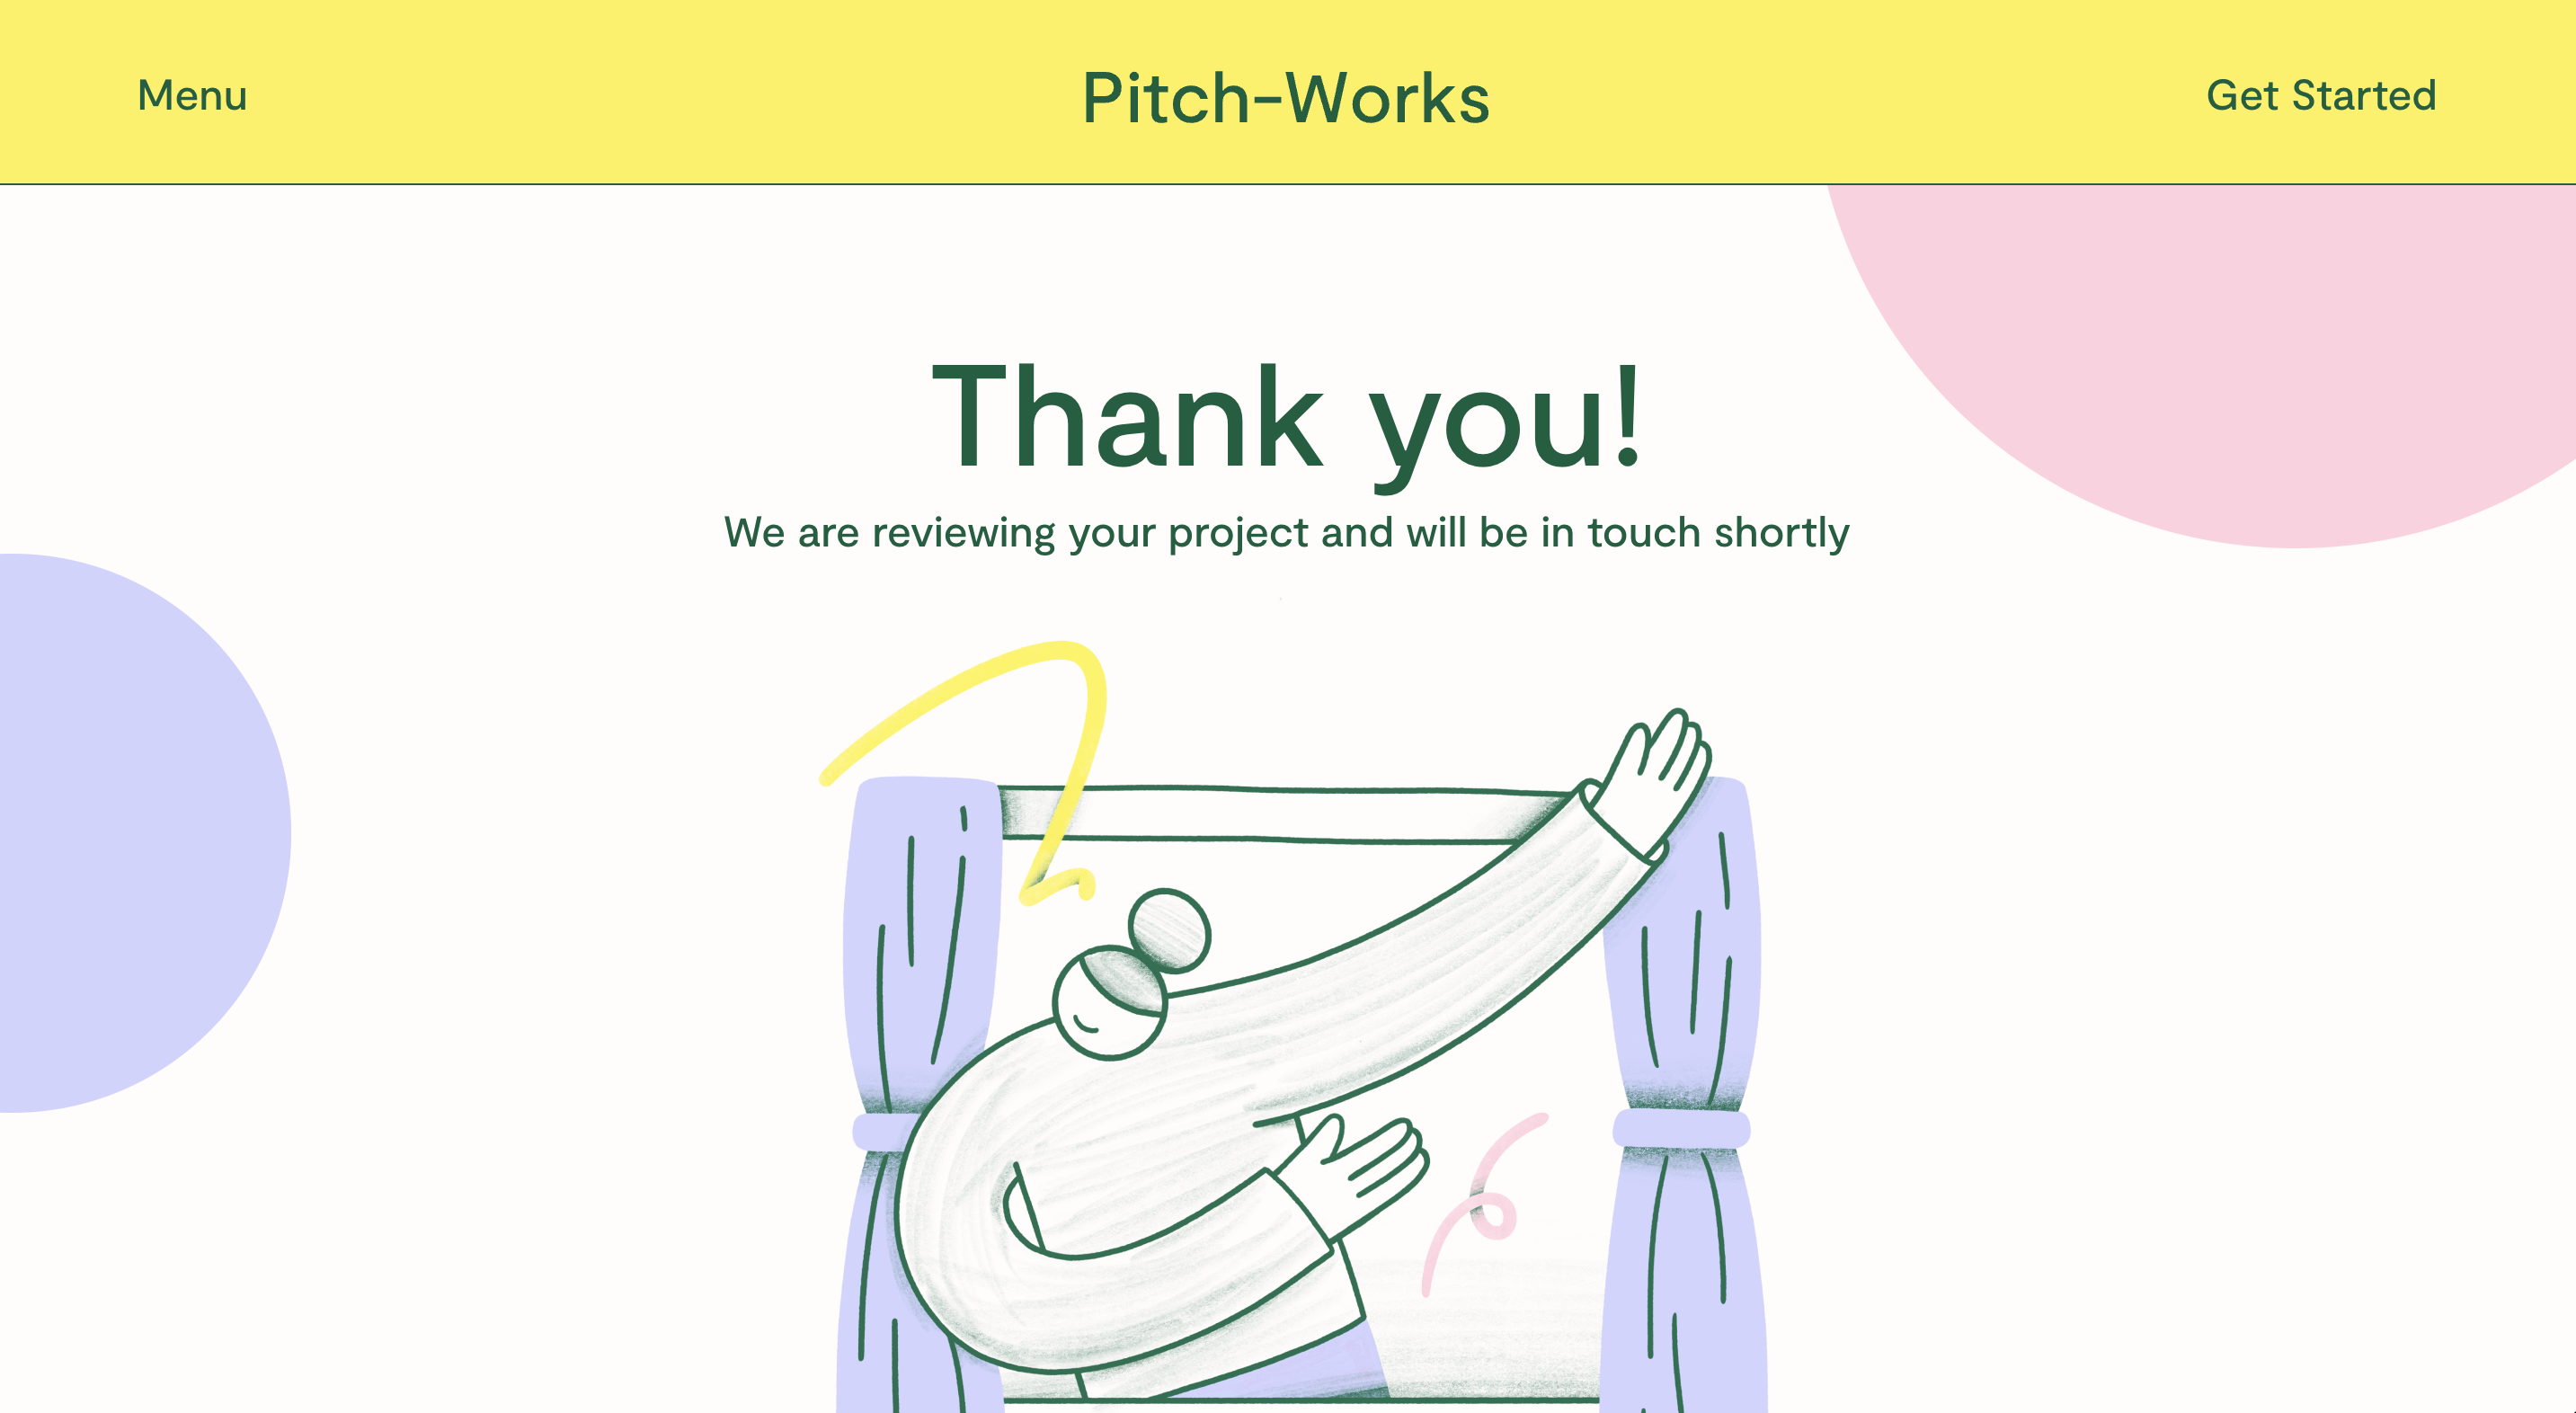 Menu
Pitch-Works
Get Started
Thank you!
We are reviewing your project and will be in touch shortly